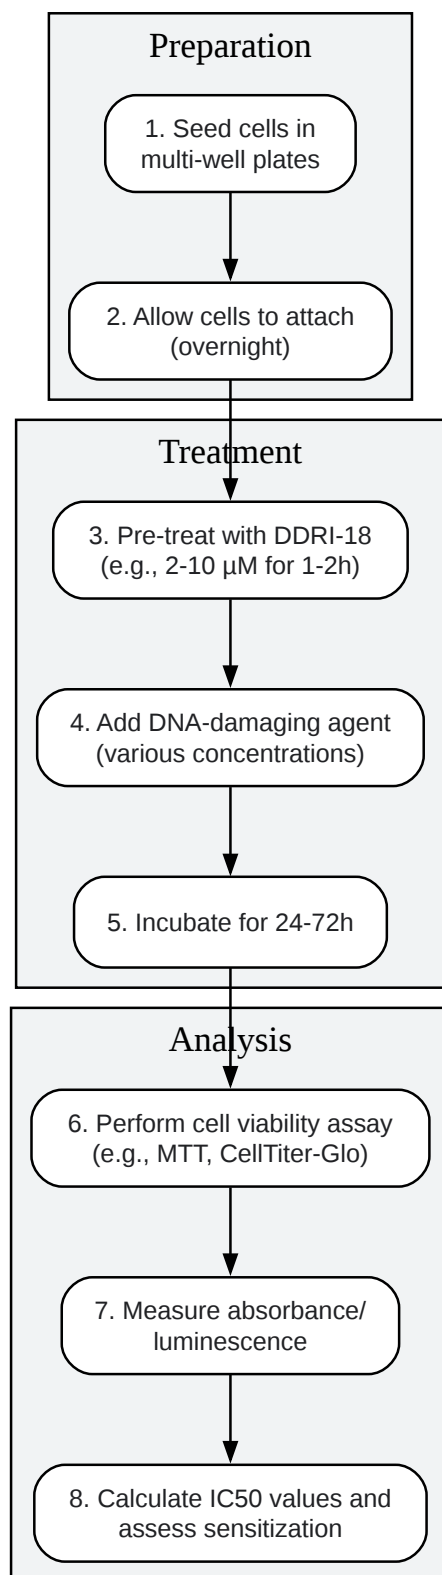 Preparation
1. Seed cells in
multi-well plates
2. Allow cells to attach
(overnight)
Treatment
3. Pre-treat with DDRI-18
(e.g., 2-10 µM for 1-2h)
4. Add DNA-damaging agent
(various concentrations)
5. Incubate for 24-72h
Analysis
6. Perform cell viability assay
(e.g., MTT, CellTiter-Glo)
7. Measure absorbance/
luminescence
8. Calculate IC50 values and
assess sensitization